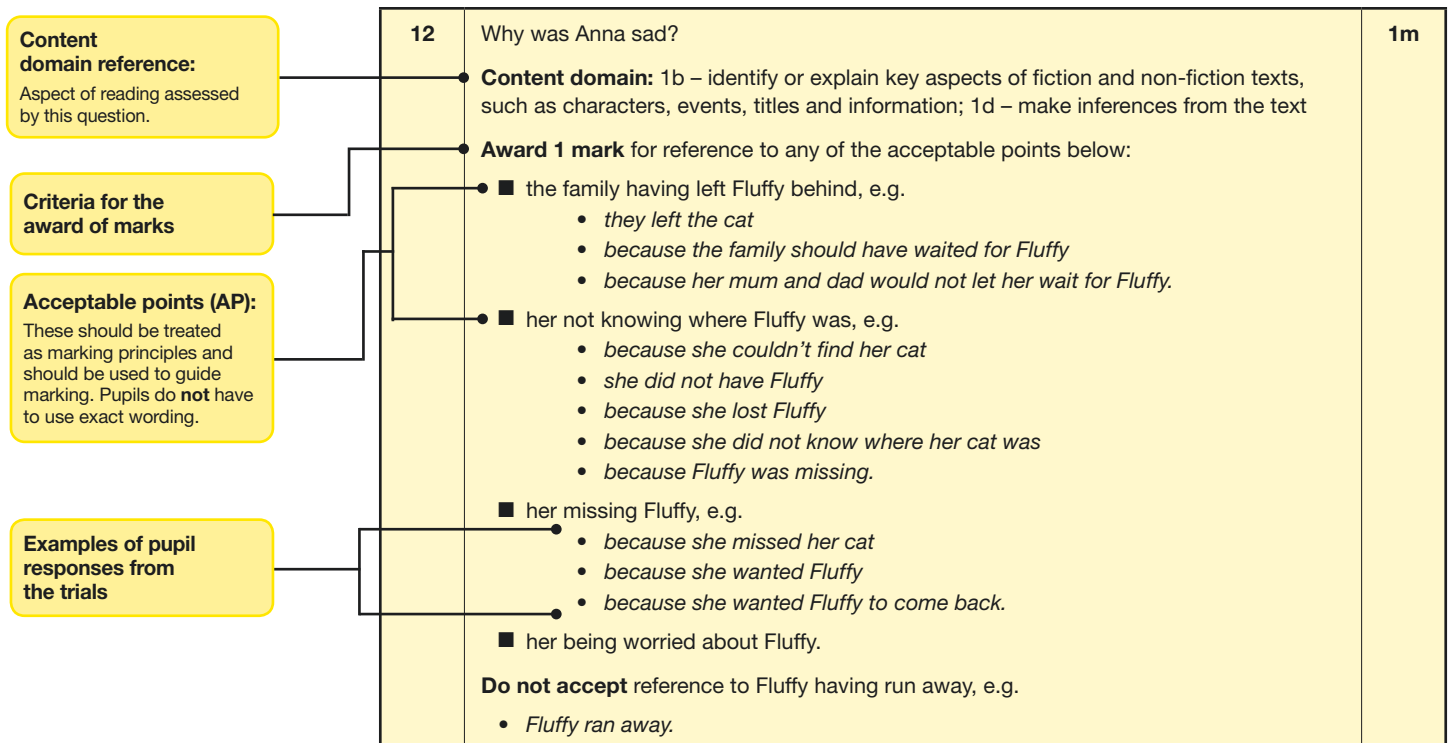 Content
domain reference:
Aspect of reading assessed
by this question.
Criteria for the
award of marks
Acceptable points (AP):
These should be treated
as marking principles and
should be used to guide
marking. Pupils do not have
to use exact wording.
Examples of pupil
responses from
the trials
12 Why was Anna sad? 1m
Content domain: 1b – identify or explain key aspects of fiction and non-fiction texts,
such as characters, events, titles and information; 1d – make inferences from the text
Award 1 mark for reference to any of the acceptable points below:
■ the family having left Fluffy behind, e.g.
• they left the cat
• because the family should have waited for Fluffy
• because her mum and dad would not let her wait for Fluffy.
■ her not knowing where Fluffy was, e.g.
• because she couldn't find her cat
• she did not have Fluffy
• because she lost Fluffy
• because she did not know where her cat was
• because Fluffy was missing.
■ her missing Fluffy, e.g.
• because she missed her cat
• because she wanted Fluffy
• because she wanted Fluffy to come back.
■ her being worried about Fluffy.
Do not accept reference to Fluffy having run away, e.g.
• Fluffy ran away.